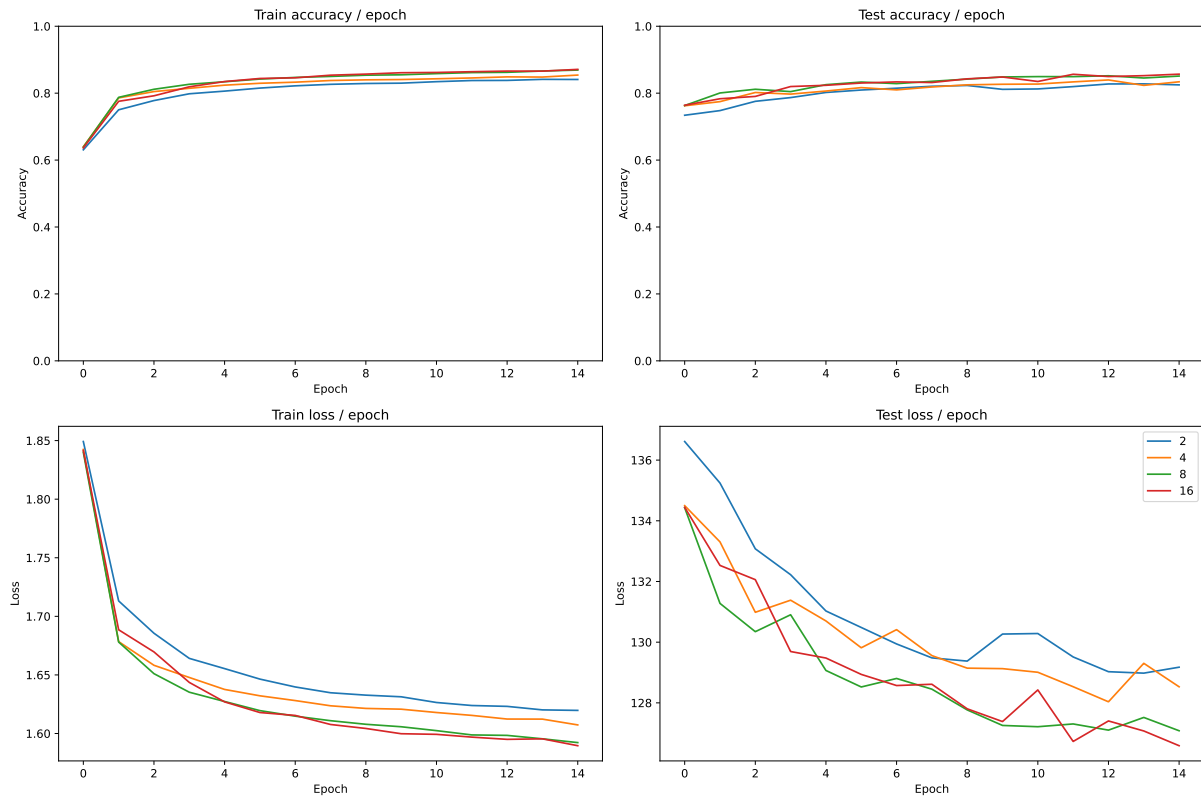 Train accuracy / epoch
1.0
0.8
0.6
0.4
0.2
0.0
Accuracy
0 2 4 6 8 10 12 14
Epoch
Test accuracy / epoch
1.0
0.8
0.6
0.4
0.2
0.0
Accuracy
0 2 4 6 8 10 12 14
Epoch
Train loss / epoch
1.85
1.80
1.75
1.70
1.65
1.60
Loss
0 2 4 6 8 10 12 14
Epoch
Test loss / epoch
136
134
132
130
128
Loss
0 2 4 6 8 10 12 14
Epoch
2
4
8
16